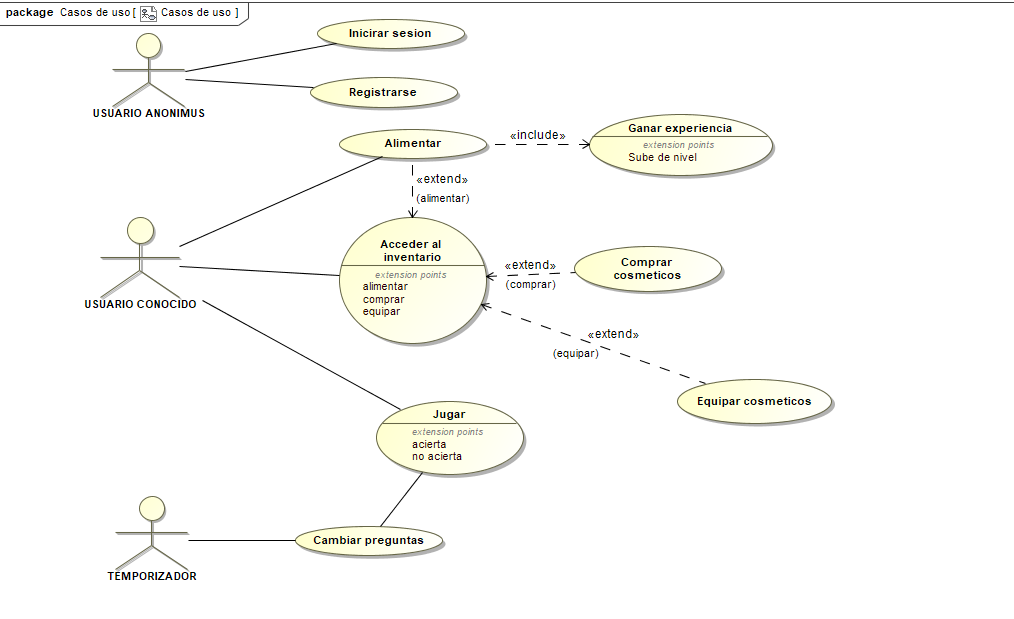 package Casos de uso [ Casos de uso ]
Inicirar sesion
Registrarse
USUARIO ANONIMUS
Alimentar
«include»
Ganar experiencia
extension points
Sube de nivel
«extend»
(alimentar)
Acceder al
inventario
extension points
alimentar
comprar
equipar
«extend»
(comprar)
Comprar
cosmeticos
USUARIO CONOCIDO
«extend»
(equipar)
Equipar cosmeticos
Jugar
extension points
acierta
no acierta
Cambiar preguntas
TEMPORIZADOR